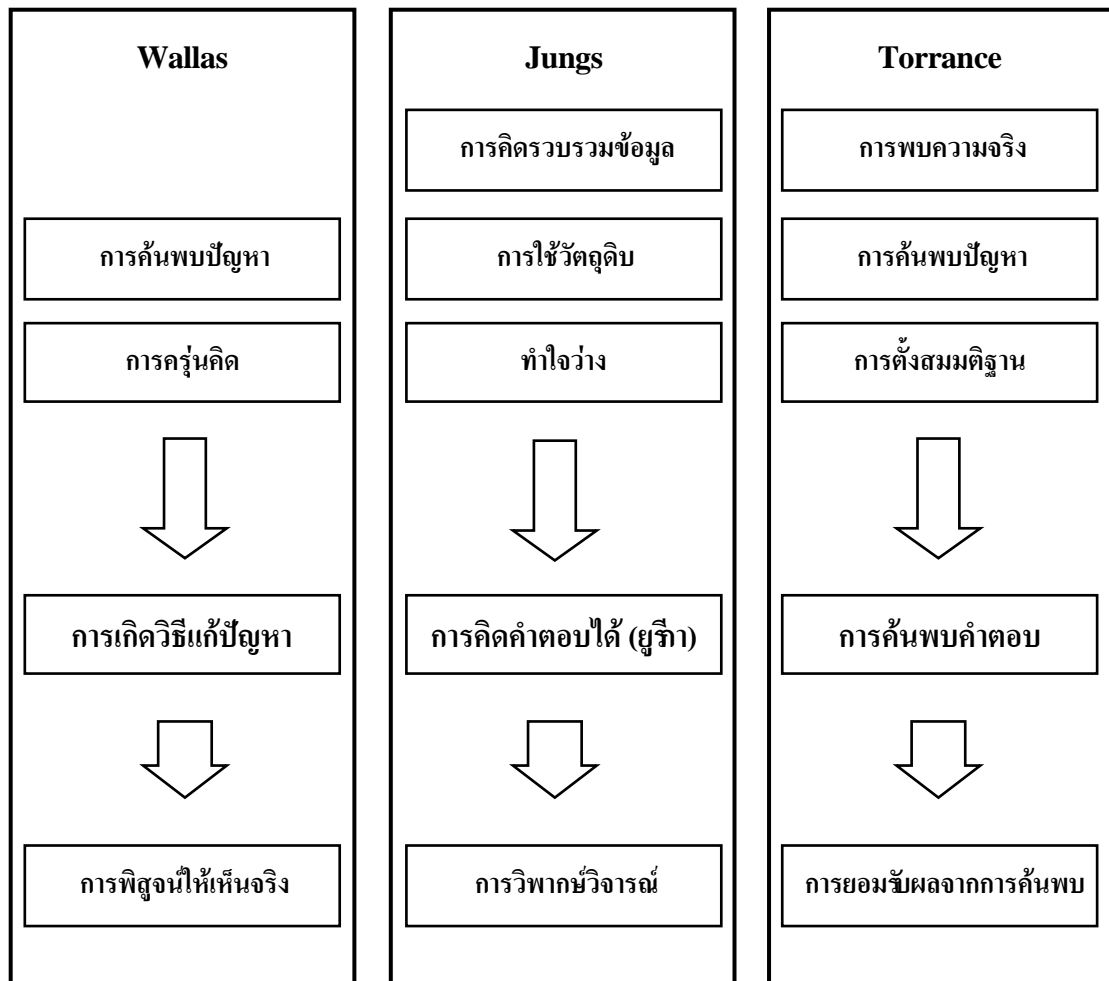 Wallas
การค้นพบปัญหา
การครุ่นคิด
การเกิดวิธีแก้ปัญหา
การพิสูจน์ให้เห็นจริง
Jungs
การคิดรวบรวมข้อมูล
การใช้วัตถุดิบ
ทำใจว่าง
การคิดคำตอบได้ (ยูรีกา)
การวิพากษ์วิจารณ์
Torrance
การพบความจริง
การค้นพบปัญหา
การตั้งสมมติฐาน
การค้นพบคำตอบ
การยอมรับผลจากการค้นพบ